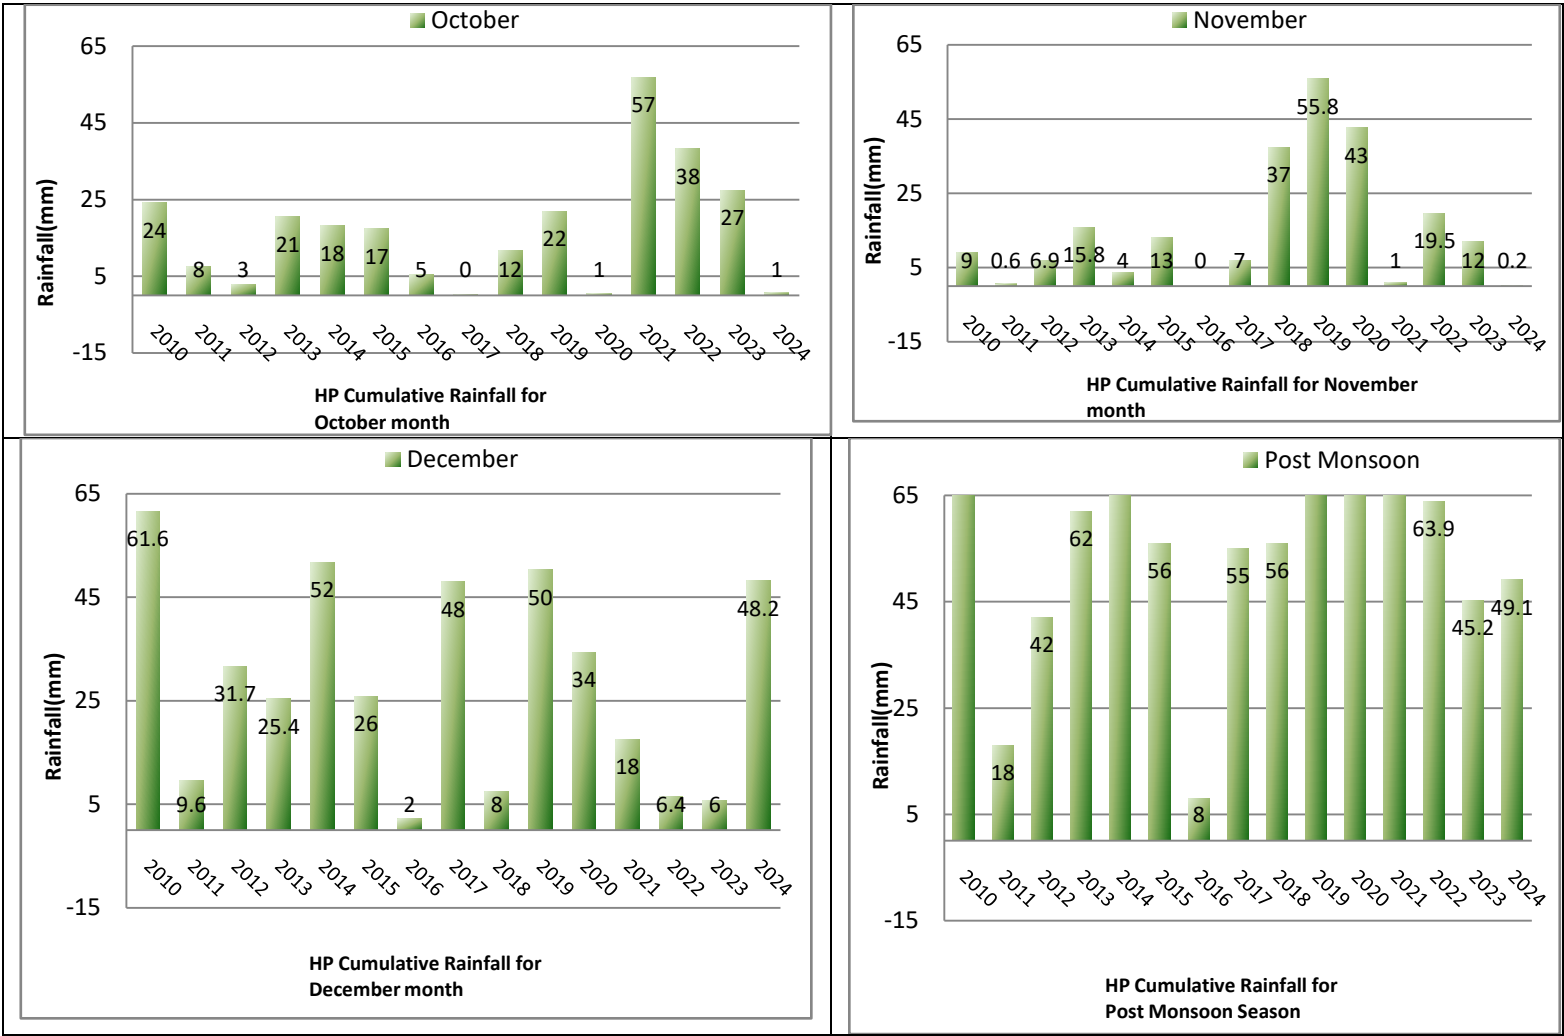 October
65
45
25
5
-15
Rainfall(mm)
24 8 3 21 18 17 5 0 12 22 1 57 38 27 1
2010 2011 2012 2013 2014 2015 2016 2017 2018 2019 2020 2021 2022 2023 2024
HP Cumulative Rainfall for
October month
November
65
45
25
5
-15
Rainfall(mm)
9 0.6 6.9 15.8 4 13 0 7 37 55.8 43 1 19.5 12 0.2
2010 2011 2012 2013 2014 2015 2016 2017 2018 2019 2020 2021 2022 2023 2024
HP Cumulative Rainfall for November
month
December
65
45
25
5
-15
Rainfall(mm)
61.6 9.6 31.7 25.4 52 26 2 48 8 50 34 18 6.4 6 48.2
2010 2011 2012 2013 2014 2015 2016 2017 2018 2019 2020 2021 2022 2023 2024
HP Cumulative Rainfall for
December month
Post Monsoon
65
45
25
5
-15
Rainfall(mm)
18 42 62 56 8 55 56 63.9 45.2 49.1
2010 2011 2012 2013 2014 2015 2016 2017 2018 2019 2020 2021 2022 2023 2024
HP Cumulative Rainfall for
Post Monsoon Season